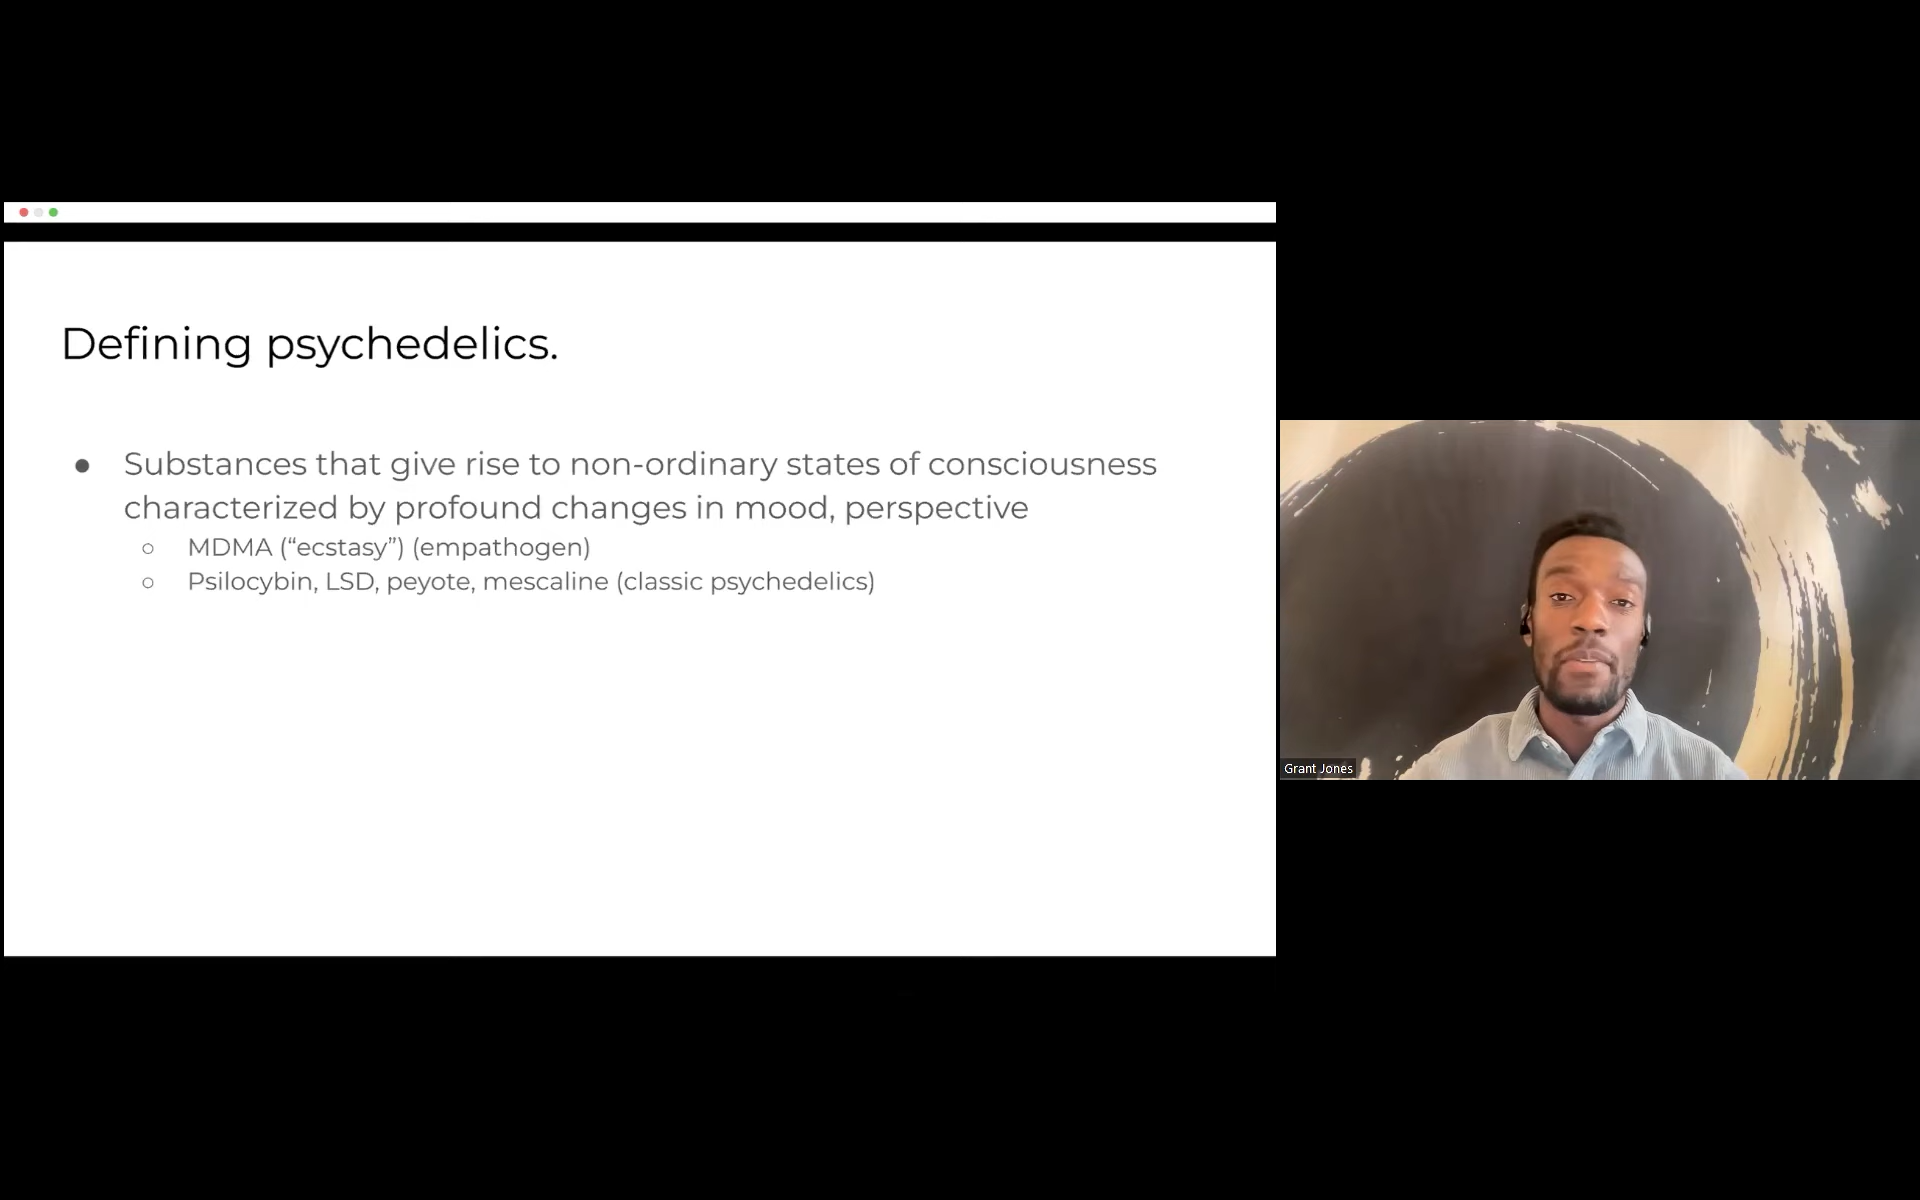 Defining psychedelics.
● Substances that give rise to non-ordinary states of consciousness
characterized by profound changes in mood, perspective
○ MDMA (“ecstasy”) (empathogen)
○ Psilocybin, LSD, peyote, mescaline (classic psychedelics)
Grant Jones